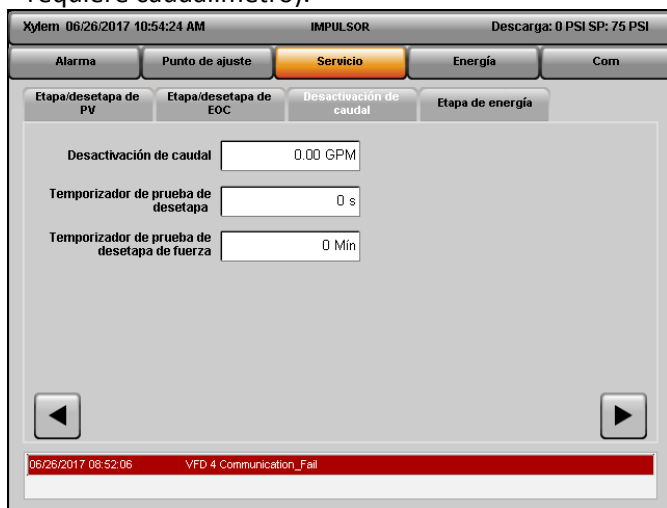 requiere caudalímetro).
Xylem 06/26/2017 10:54:24 AM IMPULSOR Descarga: 0 PSI SP: 75 PSI
Alarma Punto de ajuste Servicio Energía Com
Etapa/desetapa de PV Etapa/desetapa de EOC Desactivación de caudal Etapa de energía
Desactivación de caudal 0.00 GPM
Temporizador de prueba de desetapa 0 s
Temporizador de prueba de desetapa de fuerza 0 Mín
06/26/2017 08:52:06 VFD 4 Communication_Fail